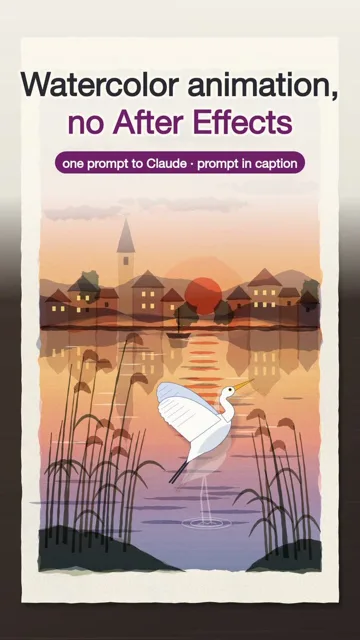 Watercolor animation,
no After Effects
one prompt to Claude · prompt in caption